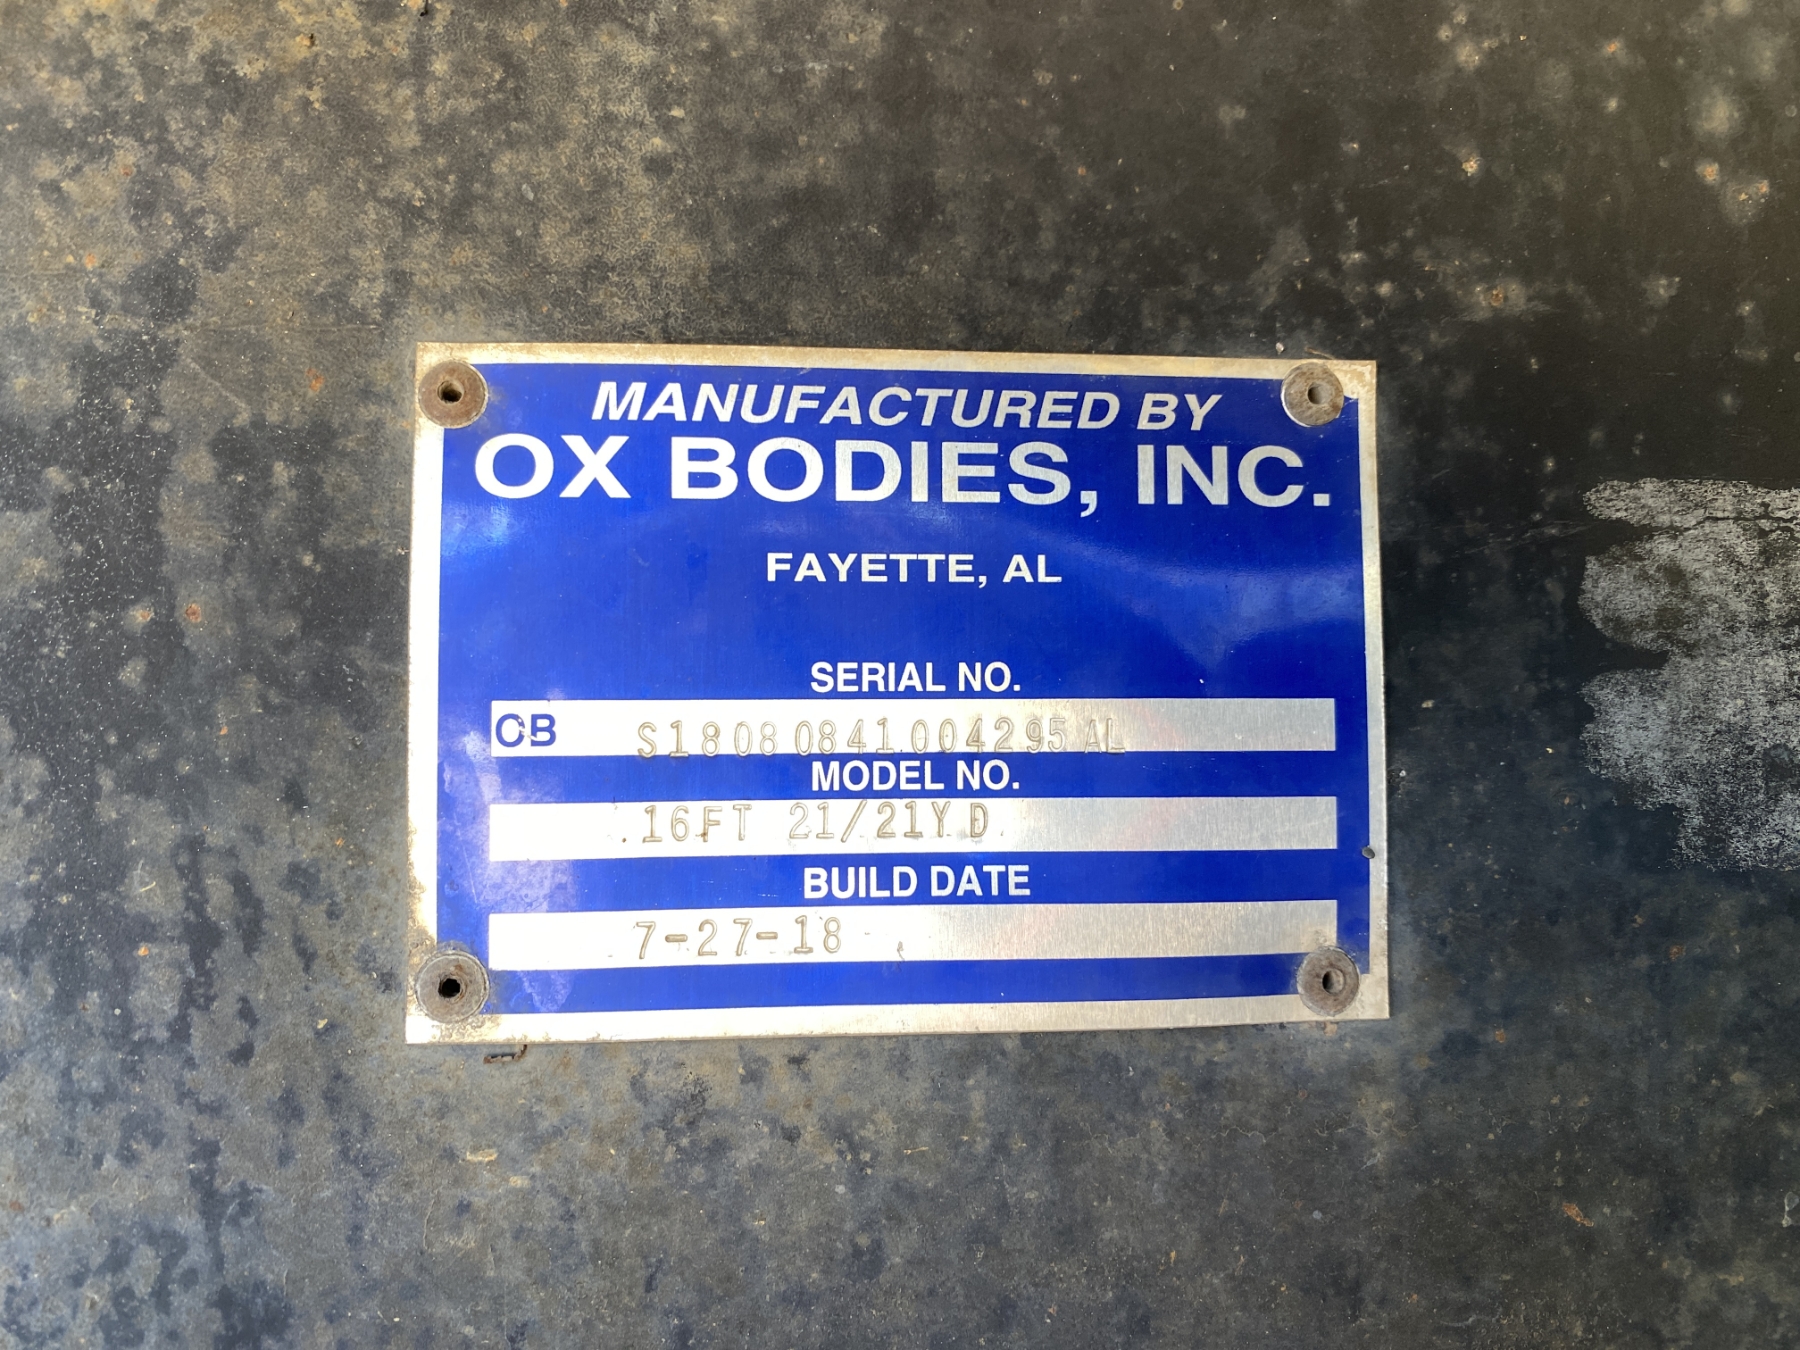 MANUFACTURED BY
OX BODIES, INC.
FAYETTE, AL
SERIAL NO.
OB S18080841004295AL
MODEL NO.
16FT 21/21YD
BUILD DATE
7-27-18